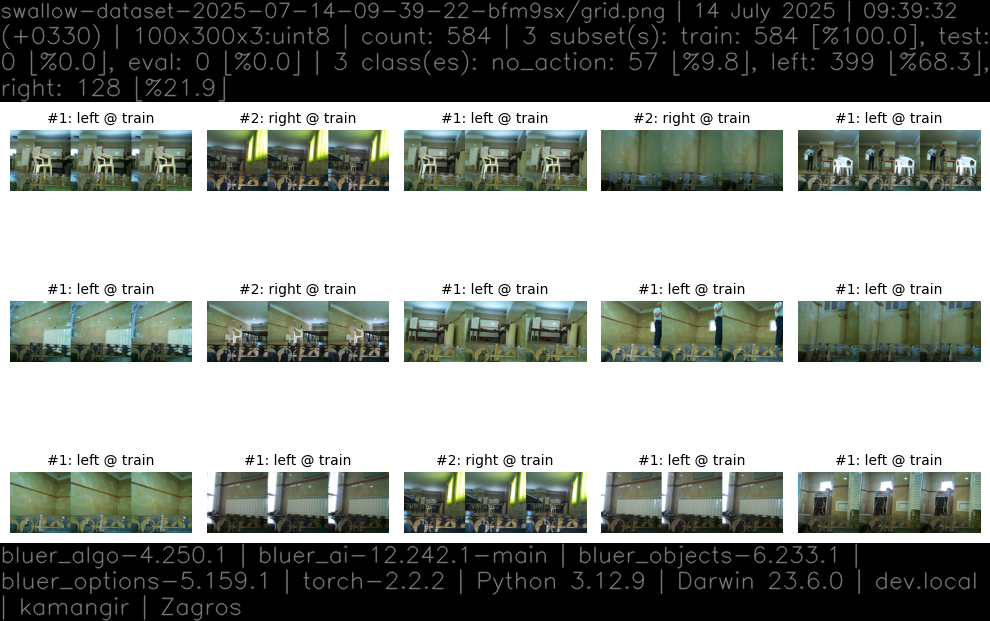 swallow-dataset-2025-07-14-09-39-22-bfm9sx/grid.png | 14 July 2025 | 09:39:32
(+0330) | 100x300x3:uint8 | count: 584 | 3 subset(s): train: 584 [%100.0], test:
0 [%0.0], eval: 0 [%0.0] | 3 class(es): no_action: 57 [%9.8], left: 399 [%68.3],
right: 128 [%21.9]
#1: left @ train
#2: right @ train
#1: left @ train
#2: right @ train
#1: left @ train
#1: left @ train
#2: right @ train
#1: left @ train
#1: left @ train
#1: left @ train
#1: left @ train
#1: left @ train
#2: right @ train
#1: left @ train
#1: left @ train
bluer_algo-4.250.1 | bluer_ai-12.242.1-main | bluer_objects-6.233.1 |
bluer_options-5.159.1 | torch-2.2.2 | Python 3.12.9 | Darwin 23.6.0 | dev.local
| kamangir | Zagros